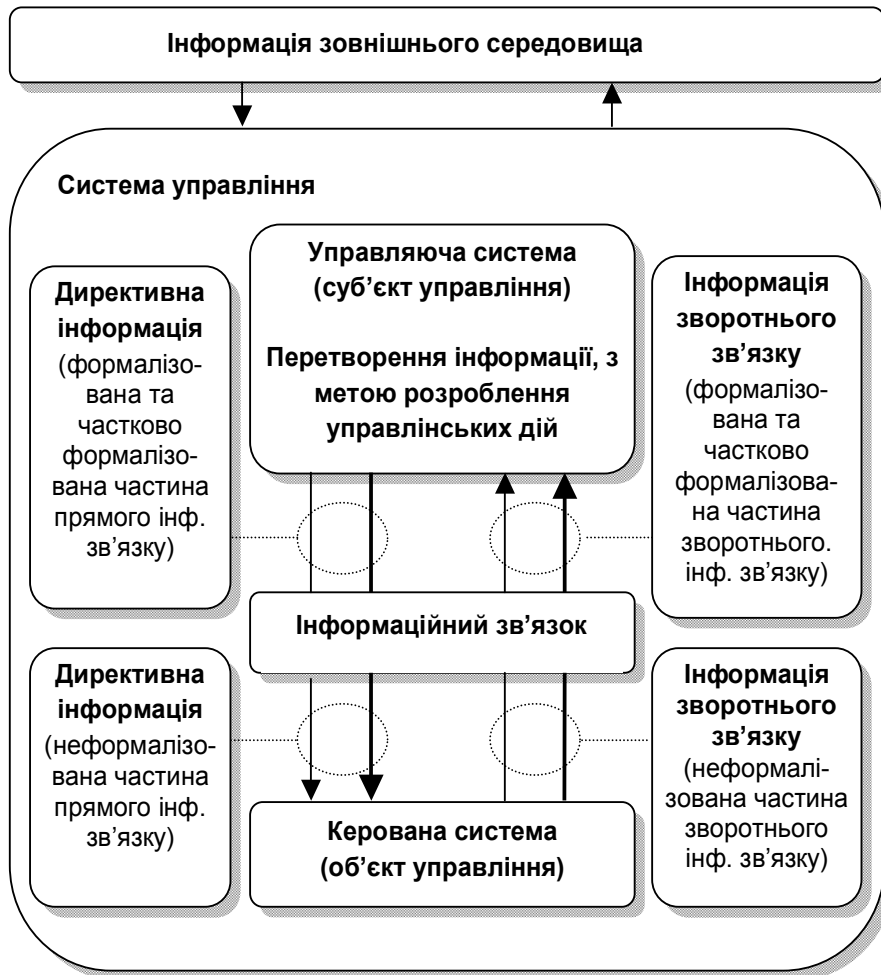 Інформація зовнішнього середовища
Система управління
Управляюча система
(суб’єкт управління)
Перетворення інформації, з
метою розроблення
управлінських дій
Директивна
інформація
(формалізо-
вана та
частково
формалізо-
вана частина
прямого інф.
зв’язку)
Інформація
зворотнього
зв’язку
(формалізо-
вана та
частково
формалізова-
на частина
зворотнього.
інф. зв’язку)
Інформаційний зв’язок
Директивна
інформація
(неформалізо-
вана частина
прямого інф.
зв’язку)
Інформація
зворотнього
зв’язку
(неформалі-
зована частина
зворотнього
інф. зв’язку)
Керована система
(об’єкт управління)